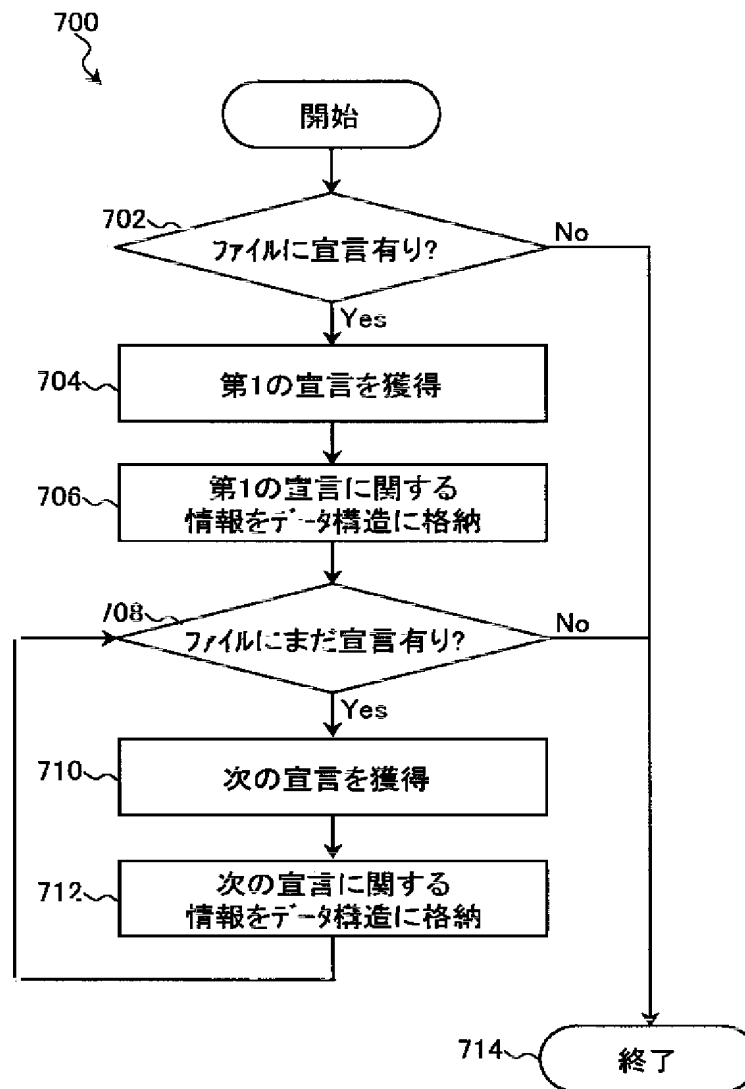 700
開始
702
ファイルに宣言有り?
No
Yes
704
第1の宣言を獲得
706
第1の宣言に関する
情報をデータ構造に格納
708
ファイルにまだ宣言有り?
No
Yes
710
次の宣言を獲得
712
次の宣言に関する
情報をデータ構造に格納
714
終了